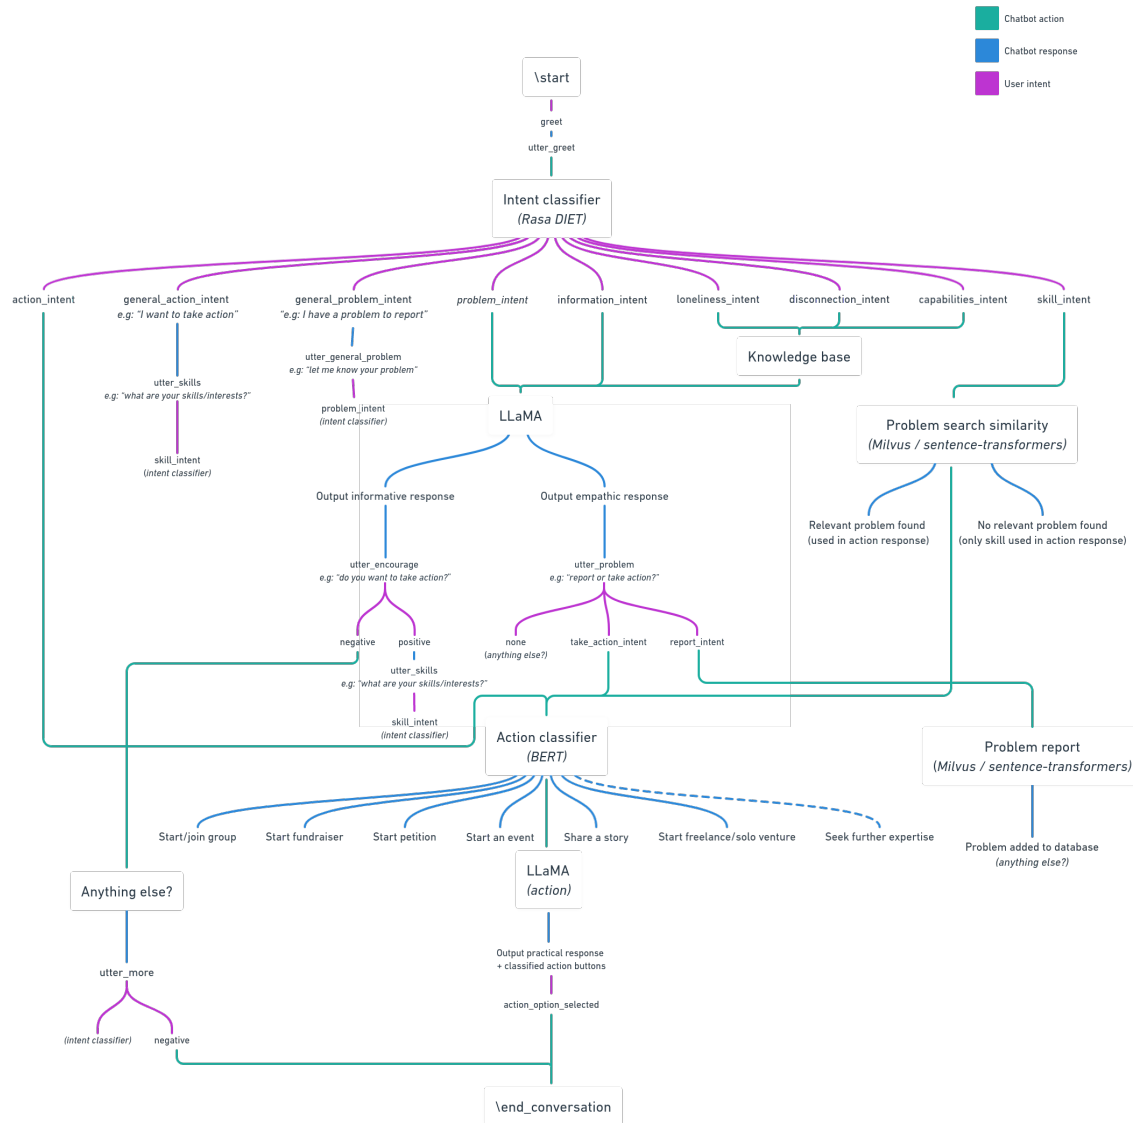 Chatbot action
Chatbot response
User intent
\start
greet
utter_greet
Intent classifier
(Rasa DIET)
action_intent
general_action_intent
e.g: "I want to take action"
general_problem_intent
"e.g: I have a problem to report"
problem_intent
information_intent
loneliness_intent
disconnection_intent
capabilities_intent
skill_intent
utter_general_problem
e.g: "let me know your problem"
Knowledge base
utter_skills
e.g: "what are your skills/interests?"
problem_intent
(intent classifier)
LLaMA
Problem search similarity
(Milvus / sentence-transformers)
skill_intent
(intent classifier)
Output informative response
Output empathic response
Relevant problem found
(used in action response)
No relevant problem found
(only skill used in action response)
utter_encourage
e.g: "do you want to take action?"
utter_problem
e.g: "report or take action?"
negative
positive
none
(anything else?)
take_action_intent
report_intent
utter_skills
e.g: "what are your skills/interests?"
skill_intent
(intent classifier)
Action classifier
(BERT)
Problem report
(Milvus / sentence-transformers)
Start/join group
Start fundraiser
Start petition
Start an event
Share a story
Start freelance/solo venture
Seek further expertise
Problem added to database
(anything else?)
LLaMA
(action)
Anything else?
Output practical response
+ classified action buttons
utter_more
action_option_selected
(intent classifier)
negative
\end_conversation